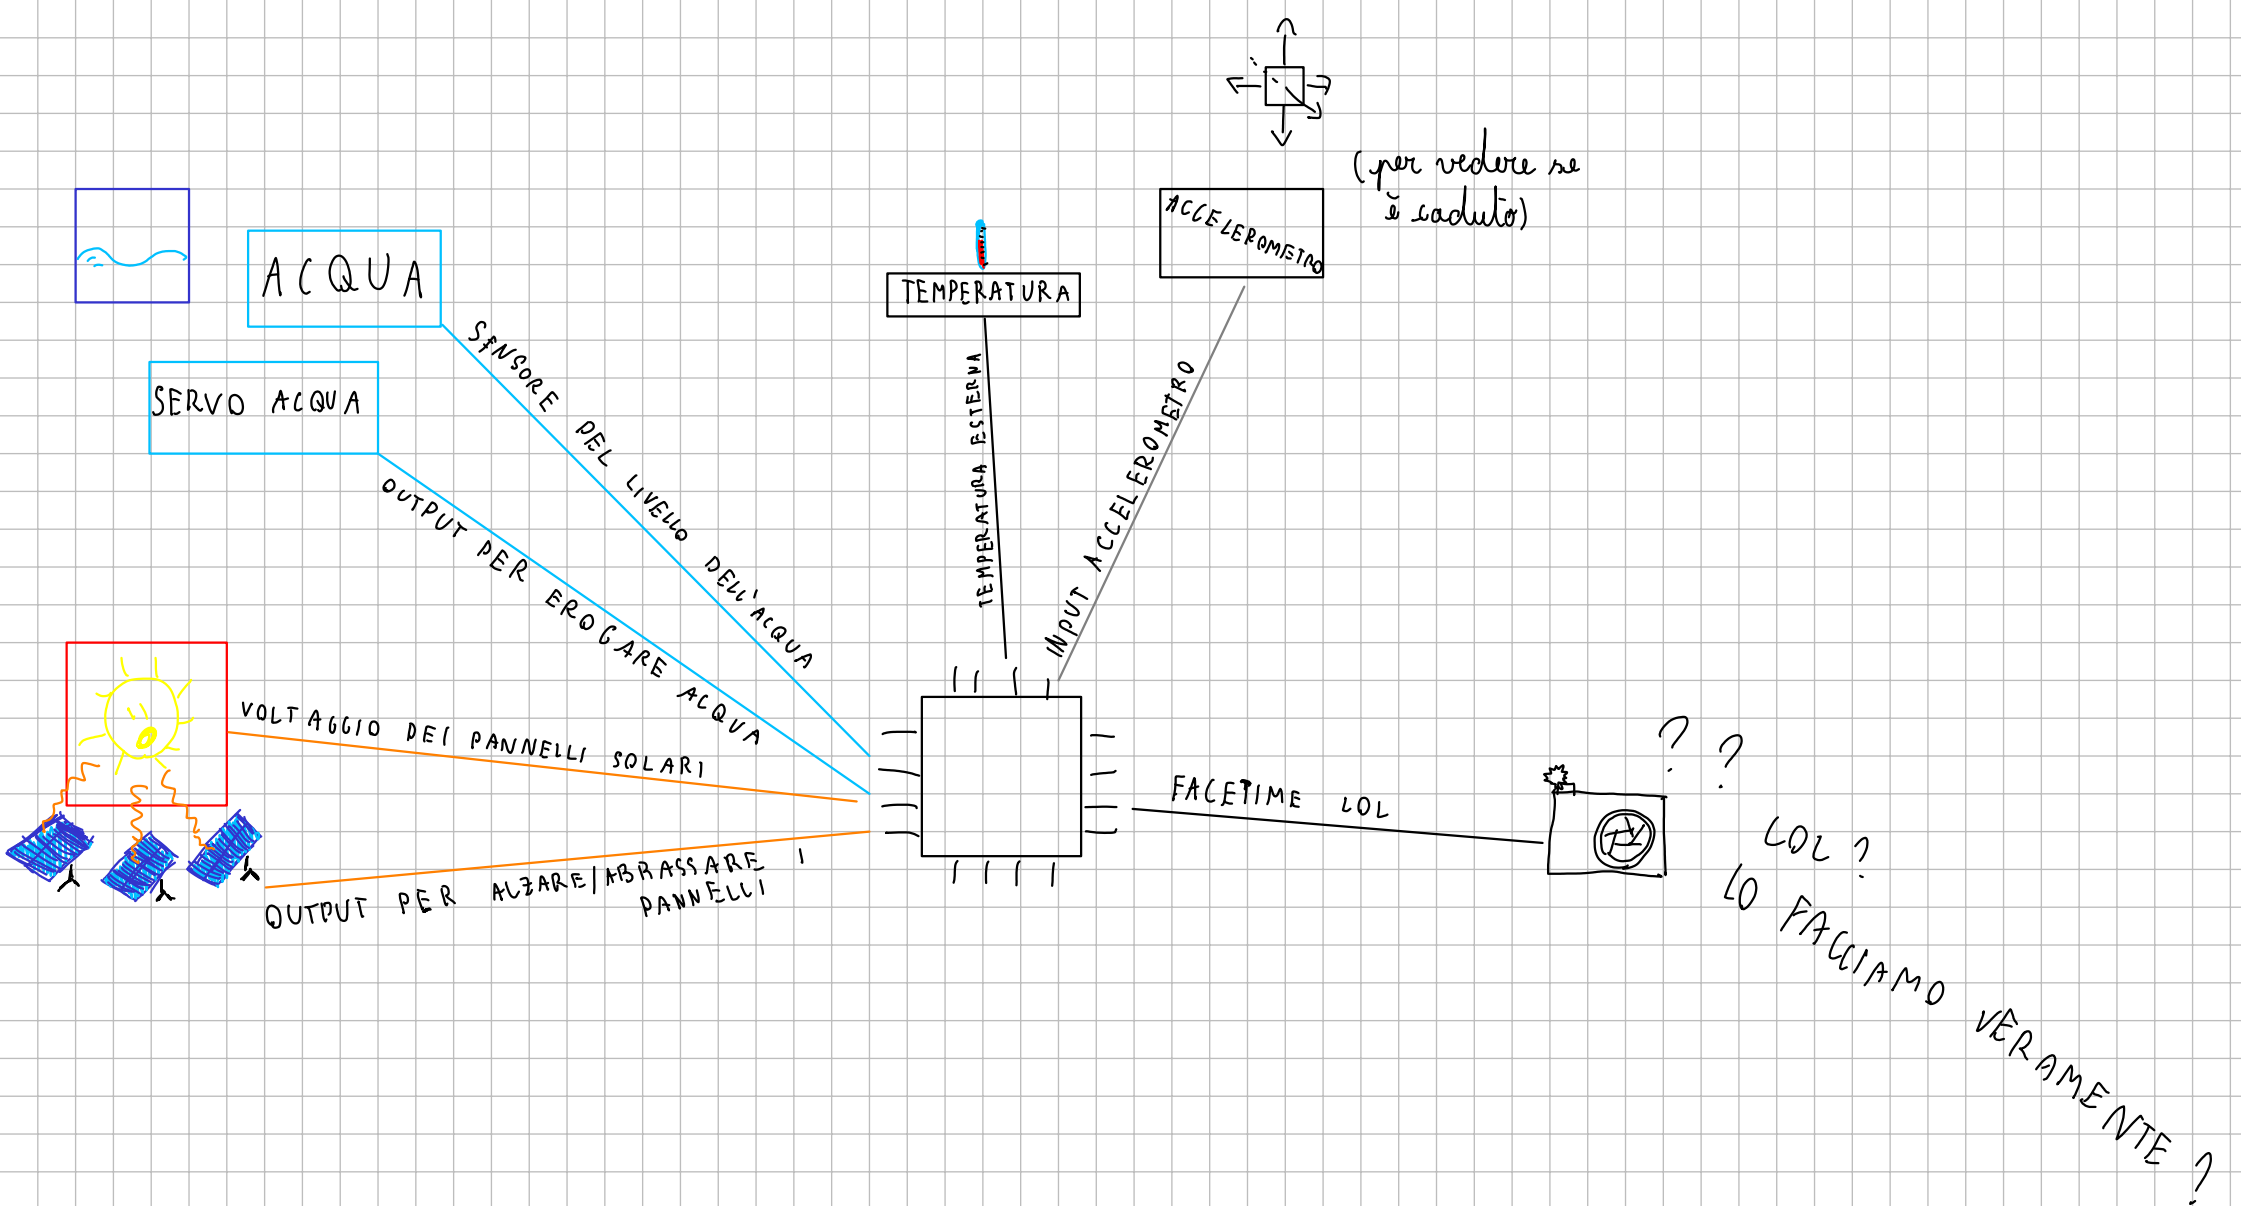 (per vedere se
è caduto)
ACCELEROMETRO
ACQUA
TEMPERATURA
SENSORE DEL LIVELLO DELL'ACQUA
TEMPERATURA ESTERNA
INPUT ACCELEROMETRO
SERVO ACQUA
OUTPUT PER EROGARE ACQUA
VOLTAGGIO DEI PANNELLI SOLARI
OUTPUT PER ALZARE/ABBASSARE I
PANNELLI
FACETIME LOL
? ?
LOL?
LO FACCIAMO VERAMENTE?